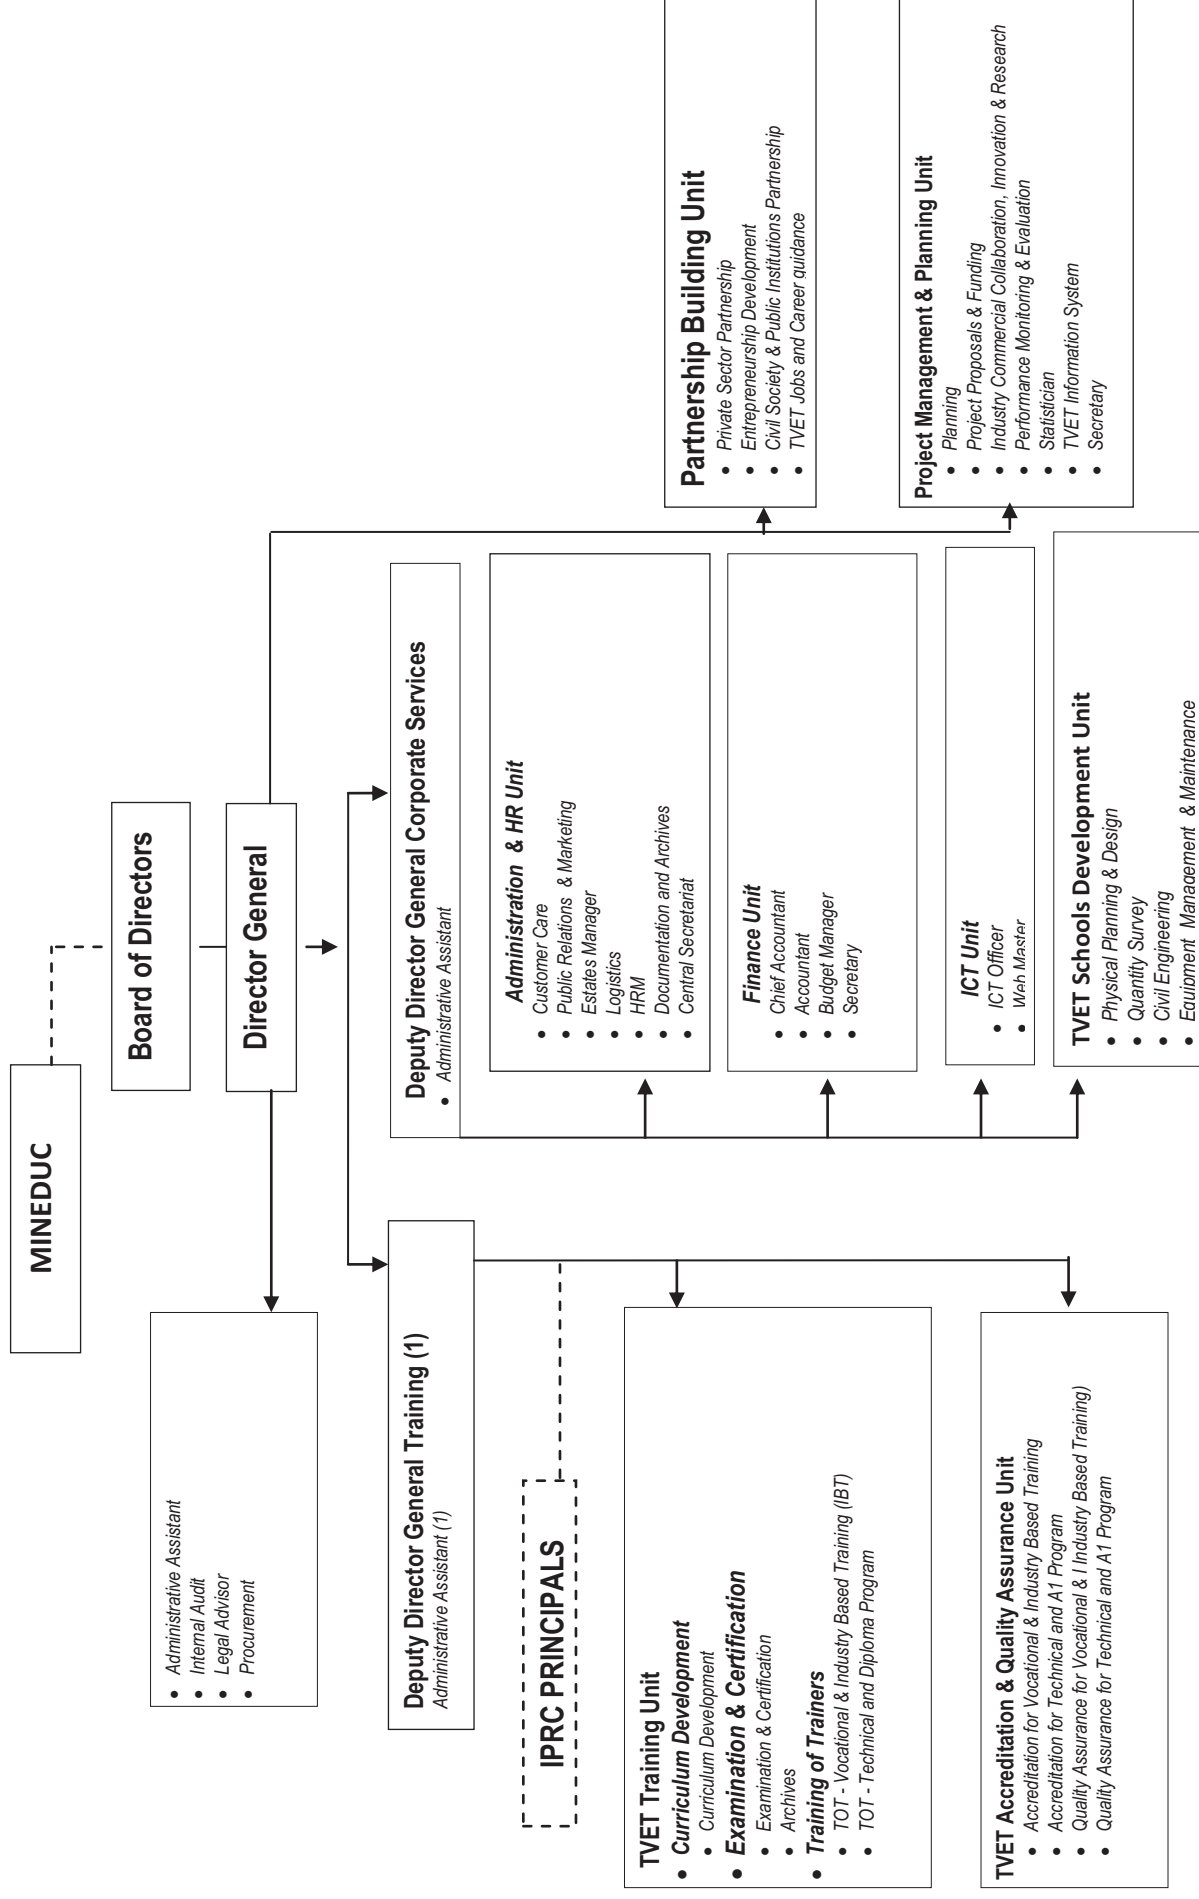 MINEDUC
Board of Directors
Director General
• Administrative Assistant
• Internal Audit
• Legal Advisor
• Procurement
Deputy Director General Training (1)
Administrative Assistant (1)
IPRC PRINCIPALS
TVET Training Unit
• Curriculum Development
• Curriculum Development
• Examination & Certification
• Examination & Certification
• Archives
• Training of Trainers
• TOT - Vocational & Industry Based Training (IBT)
• TOT - Technical and Diploma Program
TVET Accreditation & Quality Assurance Unit
• Accreditation for Vocational & Industry Based Training
• Accreditation for Technical and A1 Program
• Quality Assurance for Vocational & I Industry Based Training)
• Quality Assurance for Technical and A1 Program
Deputy Director General Corporate Services
• Administrative Assistant
Administration & HR Unit
• Customer Care
• Public Relations & Marketing
• Estates Manager
• Logistics
• HRM
• Documentation and Archives
• Central Secretariat
Finance Unit
• Chief Accountant
• Accountant
• Budget Manager
• Secretary
ICT Unit
• ICT Officer
• Web Master
TVET Schools Development Unit
• Physical Planning & Design
• Quantity Survey
• Civil Engineering
• Equipment Management & Maintenance
Partnership Building Unit
• Private Sector Partnership
• Entrepreneurship Development
• Civil Society & Public Institutions Partnership
• TVET Jobs and Career guidance
Project Management & Planning Unit
• Planning
• Project Proposals & Funding
• Industry Commercial Collaboration, Innovation & Research
• Performance Monitoring & Evaluation
• Statistician
• TVET Information System
• Secretary